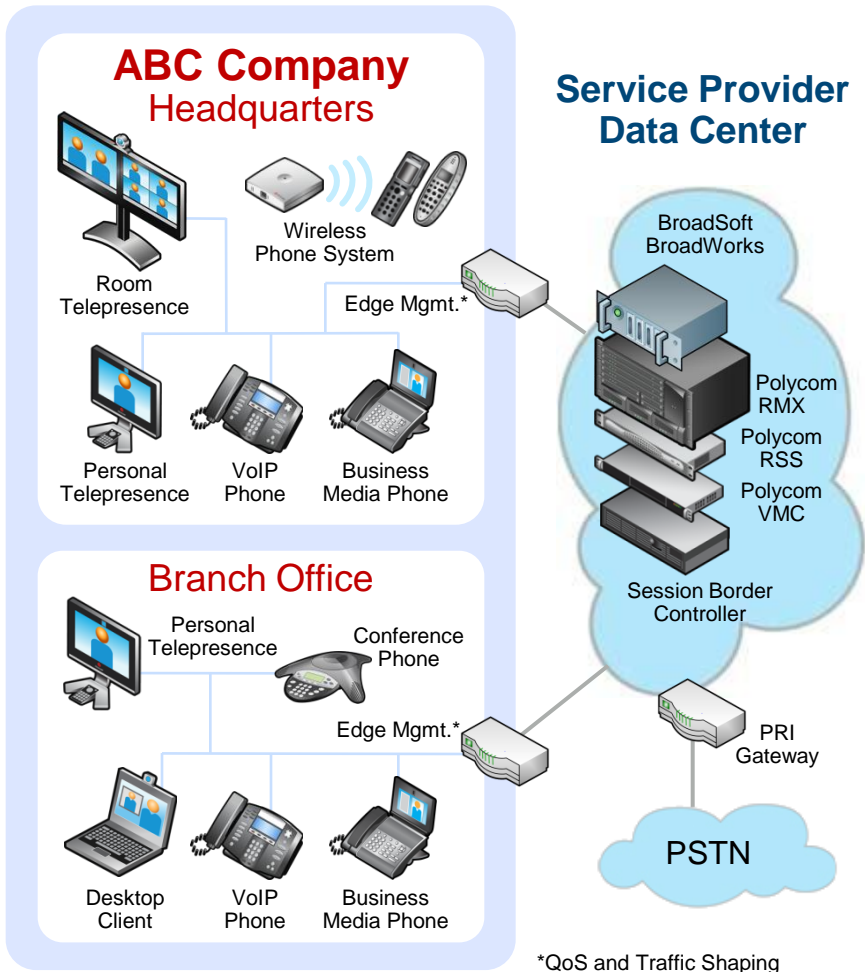 ABC Company
Headquarters
Service Provider
Data Center
Room
Telepresence
Wireless
Phone System
Edge Mgmt.*
Personal
Telepresence
VoIP
Phone
Business
Media Phone
BroadSoft
BroadWorks
Polycom
RMX
Polycom
RSS
Polycom
VMC
Session Border
Controller
Branch Office
Personal
Telepresence
Conference
Phone
Edge Mgmt.*
Desktop
Client
VoIP
Phone
Business
Media Phone
PRI
Gateway
PSTN
*QoS and Traffic Shaping